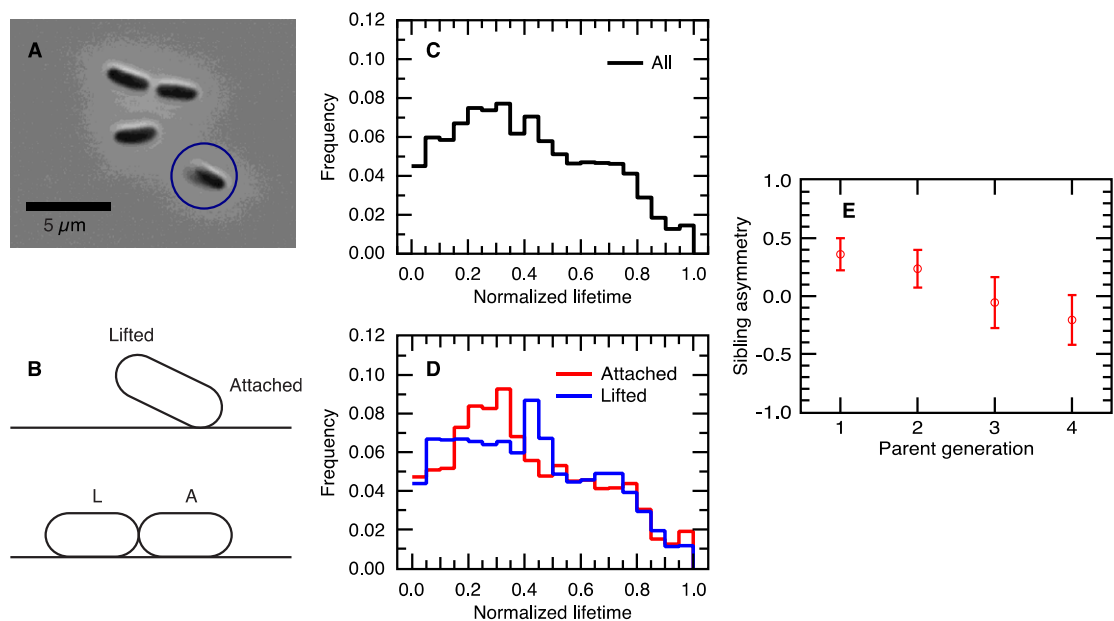 A
5 µm
B
Lifted
Attached
L
A
C
All
Frequency
0.12
0.10
0.08
0.06
0.04
0.02
0.00
0.0 0.2 0.4 0.6 0.8 1.0
Normalized lifetime
D
Attached
Lifted
Frequency
0.12
0.10
0.08
0.06
0.04
0.02
0.00
0.0 0.2 0.4 0.6 0.8 1.0
Normalized lifetime
E
Sibling asymmetry
1.0
0.5
0.0
-0.5
-1.0
1 2 3 4
Parent generation